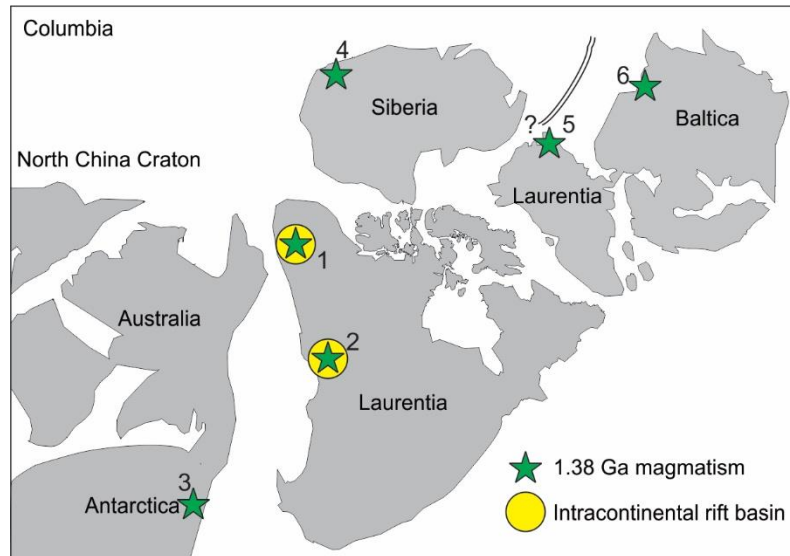 Columbia
4
Siberia
6
Baltica
? 5
North China Craton
Laurentia
1
Australia
2
Laurentia
3
Antarctica
1.38 Ga magmatism
Intracontinental rift basin